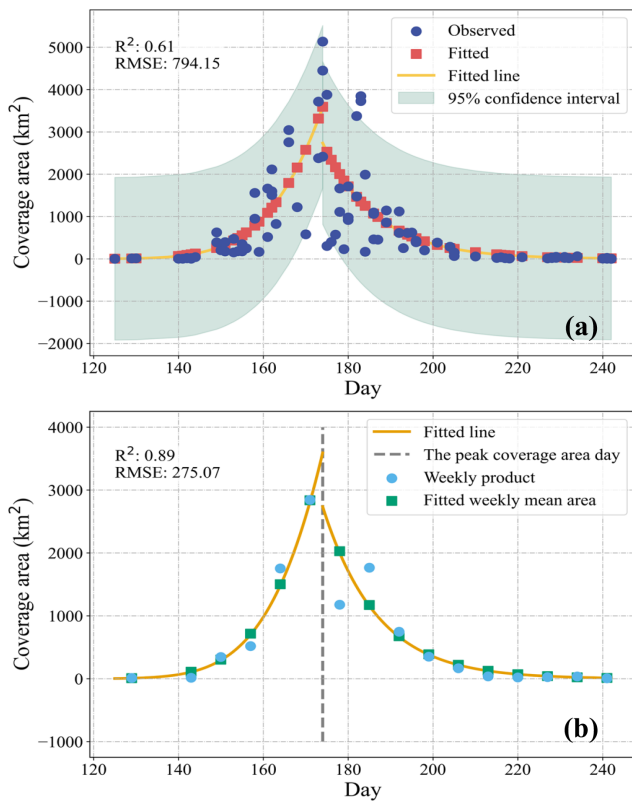 R²: 0.61
RMSE: 794.15
Observed
Fitted
Fitted line
95% confidence interval
Coverage area (km²)
5000
4000
3000
2000
1000
0
−1000
−2000
(a)
120 140 160 180 200 220 240
Day
R²: 0.89
RMSE: 275.07
Fitted line
The peak coverage area day
Weekly product
Fitted weekly mean area
Coverage area (km²)
4000
3000
2000
1000
0
−1000
(b)
120 140 160 180 200 220 240
Day